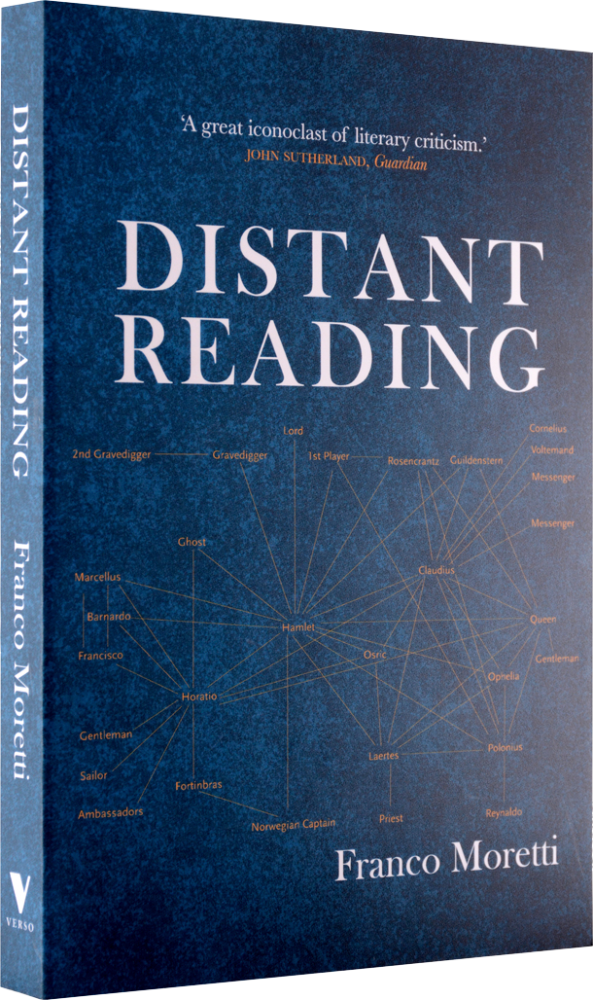 DISTANT READING Franco Moretti
V
VERSO
‘A great iconoclast of literary criticism.’
JOHN SUTHERLAND, Guardian
DISTANT
READING
Lord
Cornelius
2nd Gravedigger
Gravedigger
1st Player
Rosencrantz
Guildenstern
Voltemand
Messenger
Messenger
Ghost
Claudius
Marcellus
Barnardo
Hamlet
Queen
Francisco
Osric
Gentleman
Ophelia
Horatio
Gentleman
Laertes
Polonius
Sailor
Fortinbras
Ambassadors
Norwegian Captain
Priest
Reynaldo
Franco Moretti